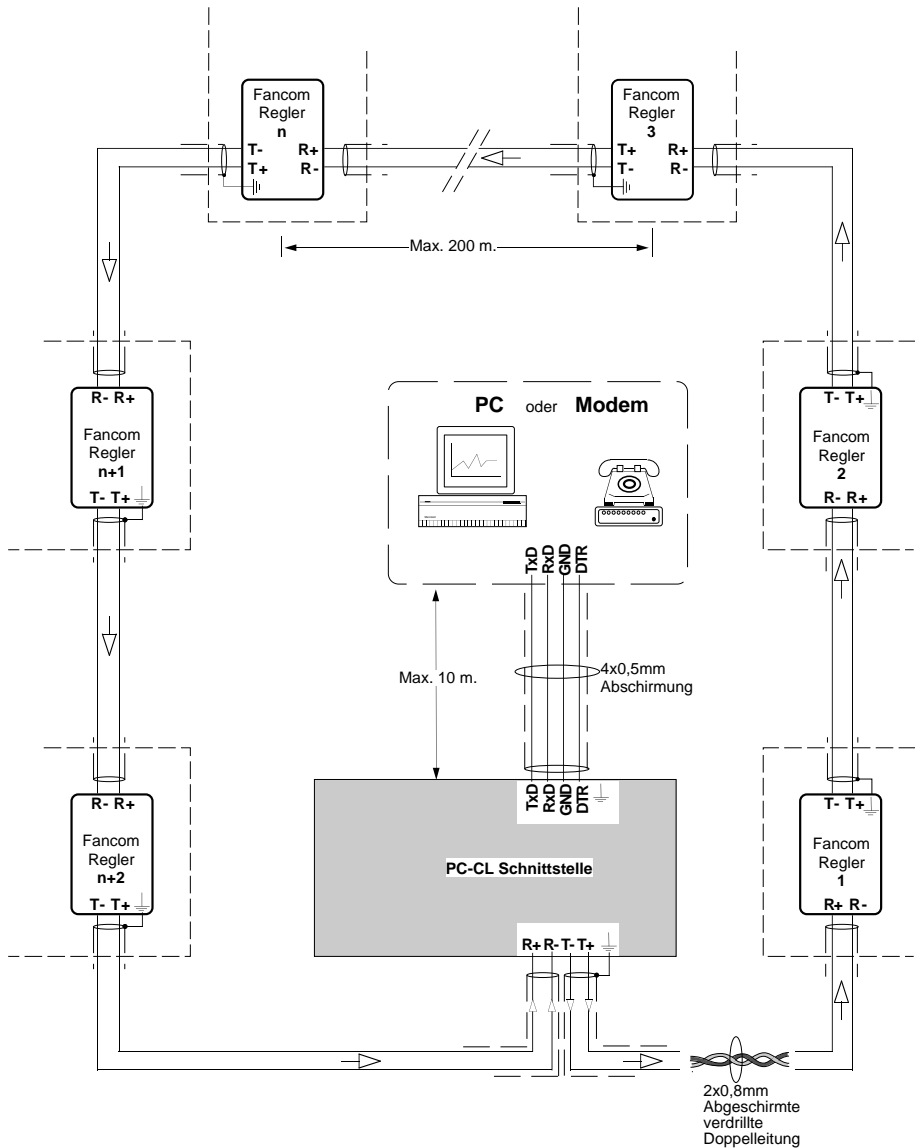 Fancom
Regler
n
T- R+
T+ R-
Fancom
Regler
3
T+ R+
T- R-
Max. 200 m.
R- R+
Fancom
Regler
n+1
T- T+
PC oder Modem
TxD
RxD
GND
DTR
T- T+
Fancom
Regler
2
R- R+
Max. 10 m.
4x0,5mm
Abschirmung
R- R+
Fancom
Regler
n+2
T- T+
TxD
RxD
GND
DTR
PC-CL Schnittstelle
R+ R- T- T+
T- T+
Fancom
Regler
1
R+ R-
2x0,8mm
Abgeschirmte
verdrillte
Doppelleitung